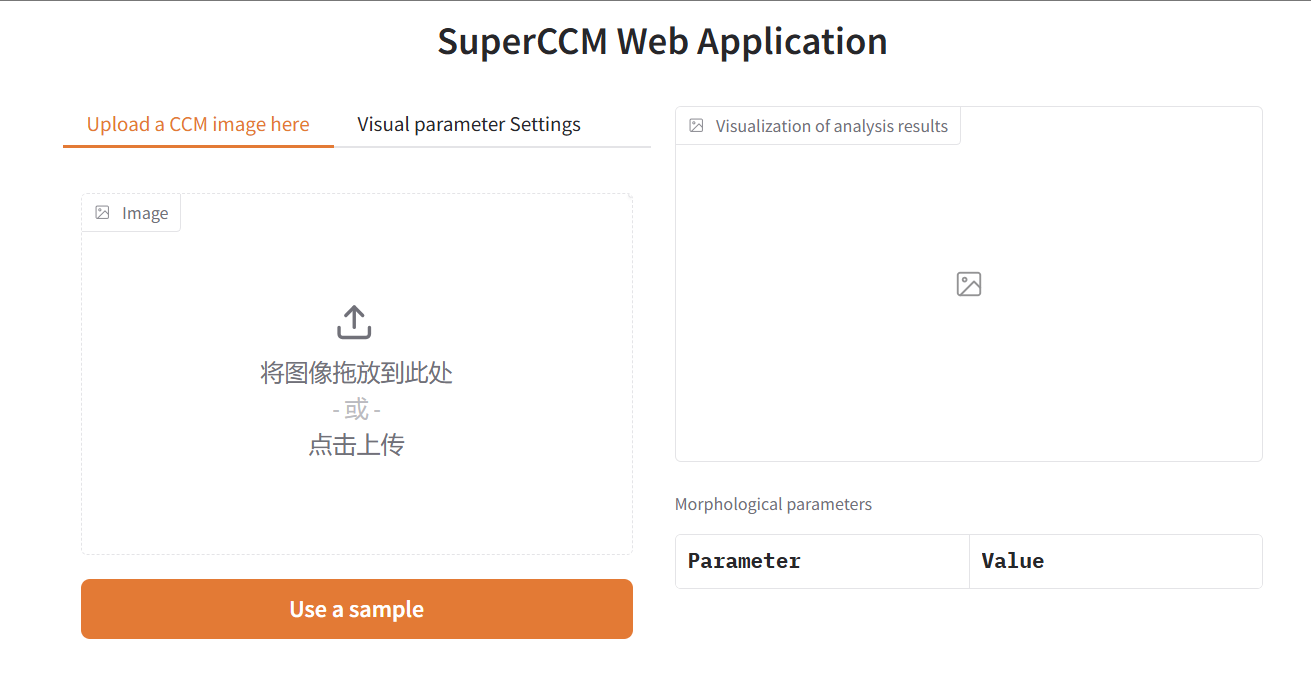 SuperCCM Web Application
Upload a CCM image here
Visual parameter Settings
Image
将图像拖放到此处
- 或 -
点击上传
Use a sample
Visualization of analysis results
Morphological parameters
Parameter
Value